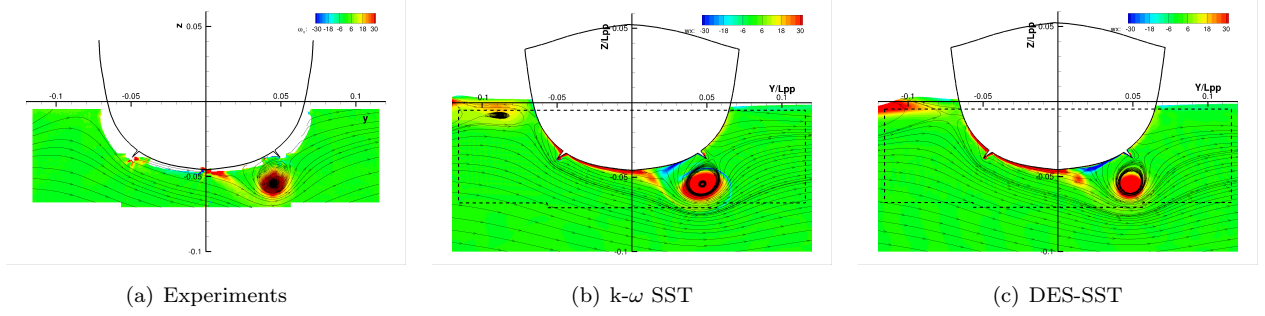 z
0.05
ωx: -30 -18 -6 6 18 30
-0.1 -0.05 0.05 0.1
y
-0.05
-0.1
(a) Experiments
Z/Lpp
0.05
wx: -30 -18 -6 6 18 30
-0.1 -0.05 0.05 0.1
Y/Lpp
-0.05
-0.1
(b) k-ω SST
Z/Lpp
0.05
wx: -30 -18 -6 6 18 30
-0.1 -0.05 0.05 0.1
Y/Lpp
-0.05
-0.1
(c) DES-SST